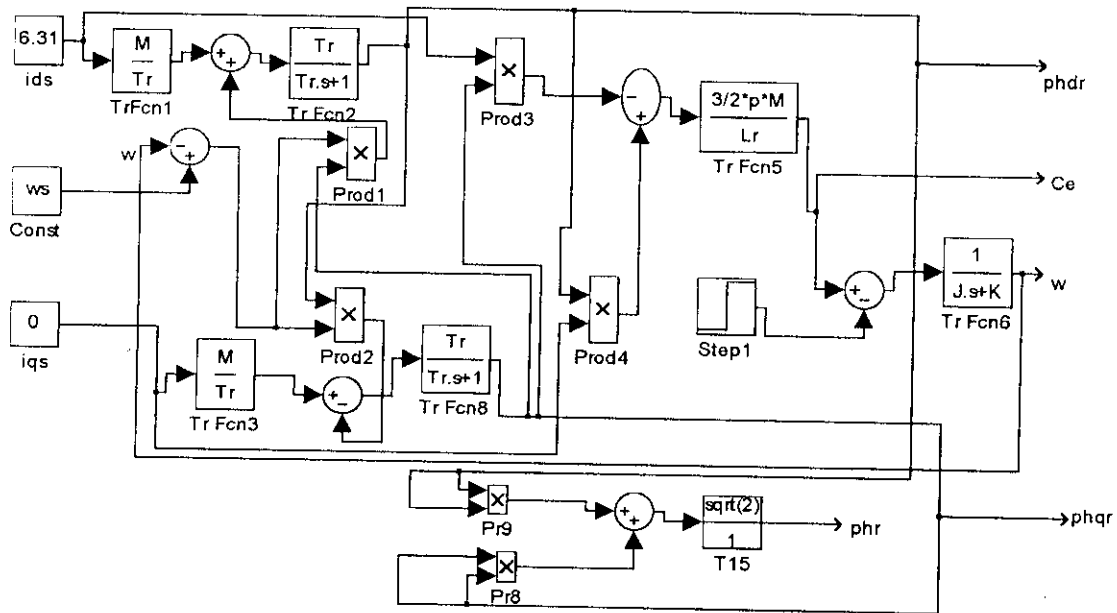 6.31
ids
M
Tr
TrFcn1
+
+
Tr
Tr.s+1
Tr Fcn2
×
Prod3
-
+
3/2*p*M
Lr
Tr Fcn5
phdr
w
-
+
×
Prod1
ws
Const
Ce
0
iqs
×
Prod2
×
Prod4
Step1
+
-
1
J.s+K
Tr Fcn6
w
M
Tr
Tr Fcn3
+
-
Tr
Tr.s+1
Tr Fcn8
×
Pr9
+
+
sqrt(2)
1
T15
phr
phqr
×
Pr8